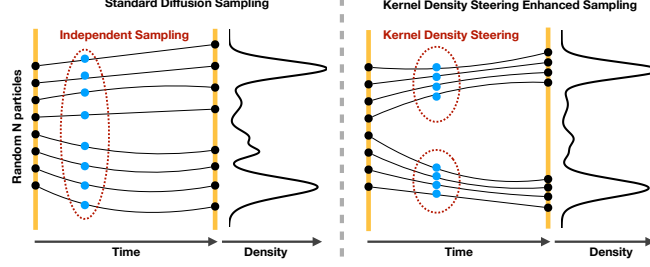 Standard Diffusion Sampling
Independent Sampling
Random N particles
Time
Density
Kernel Density Steering Enhanced Sampling
Kernel Density Steering
Time
Density